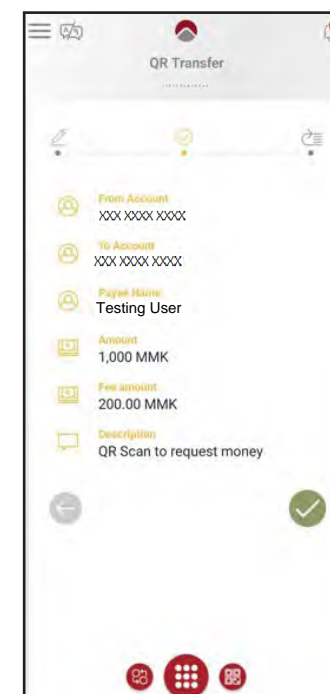 QR Transfer
From Account
XXX XXXX XXXX
To Account
XXX XXXX XXXX
Payee Name
Testing User
Amount
1,000 MMK
Fee amount
200.00 MMK
Description
QR Scan to request money